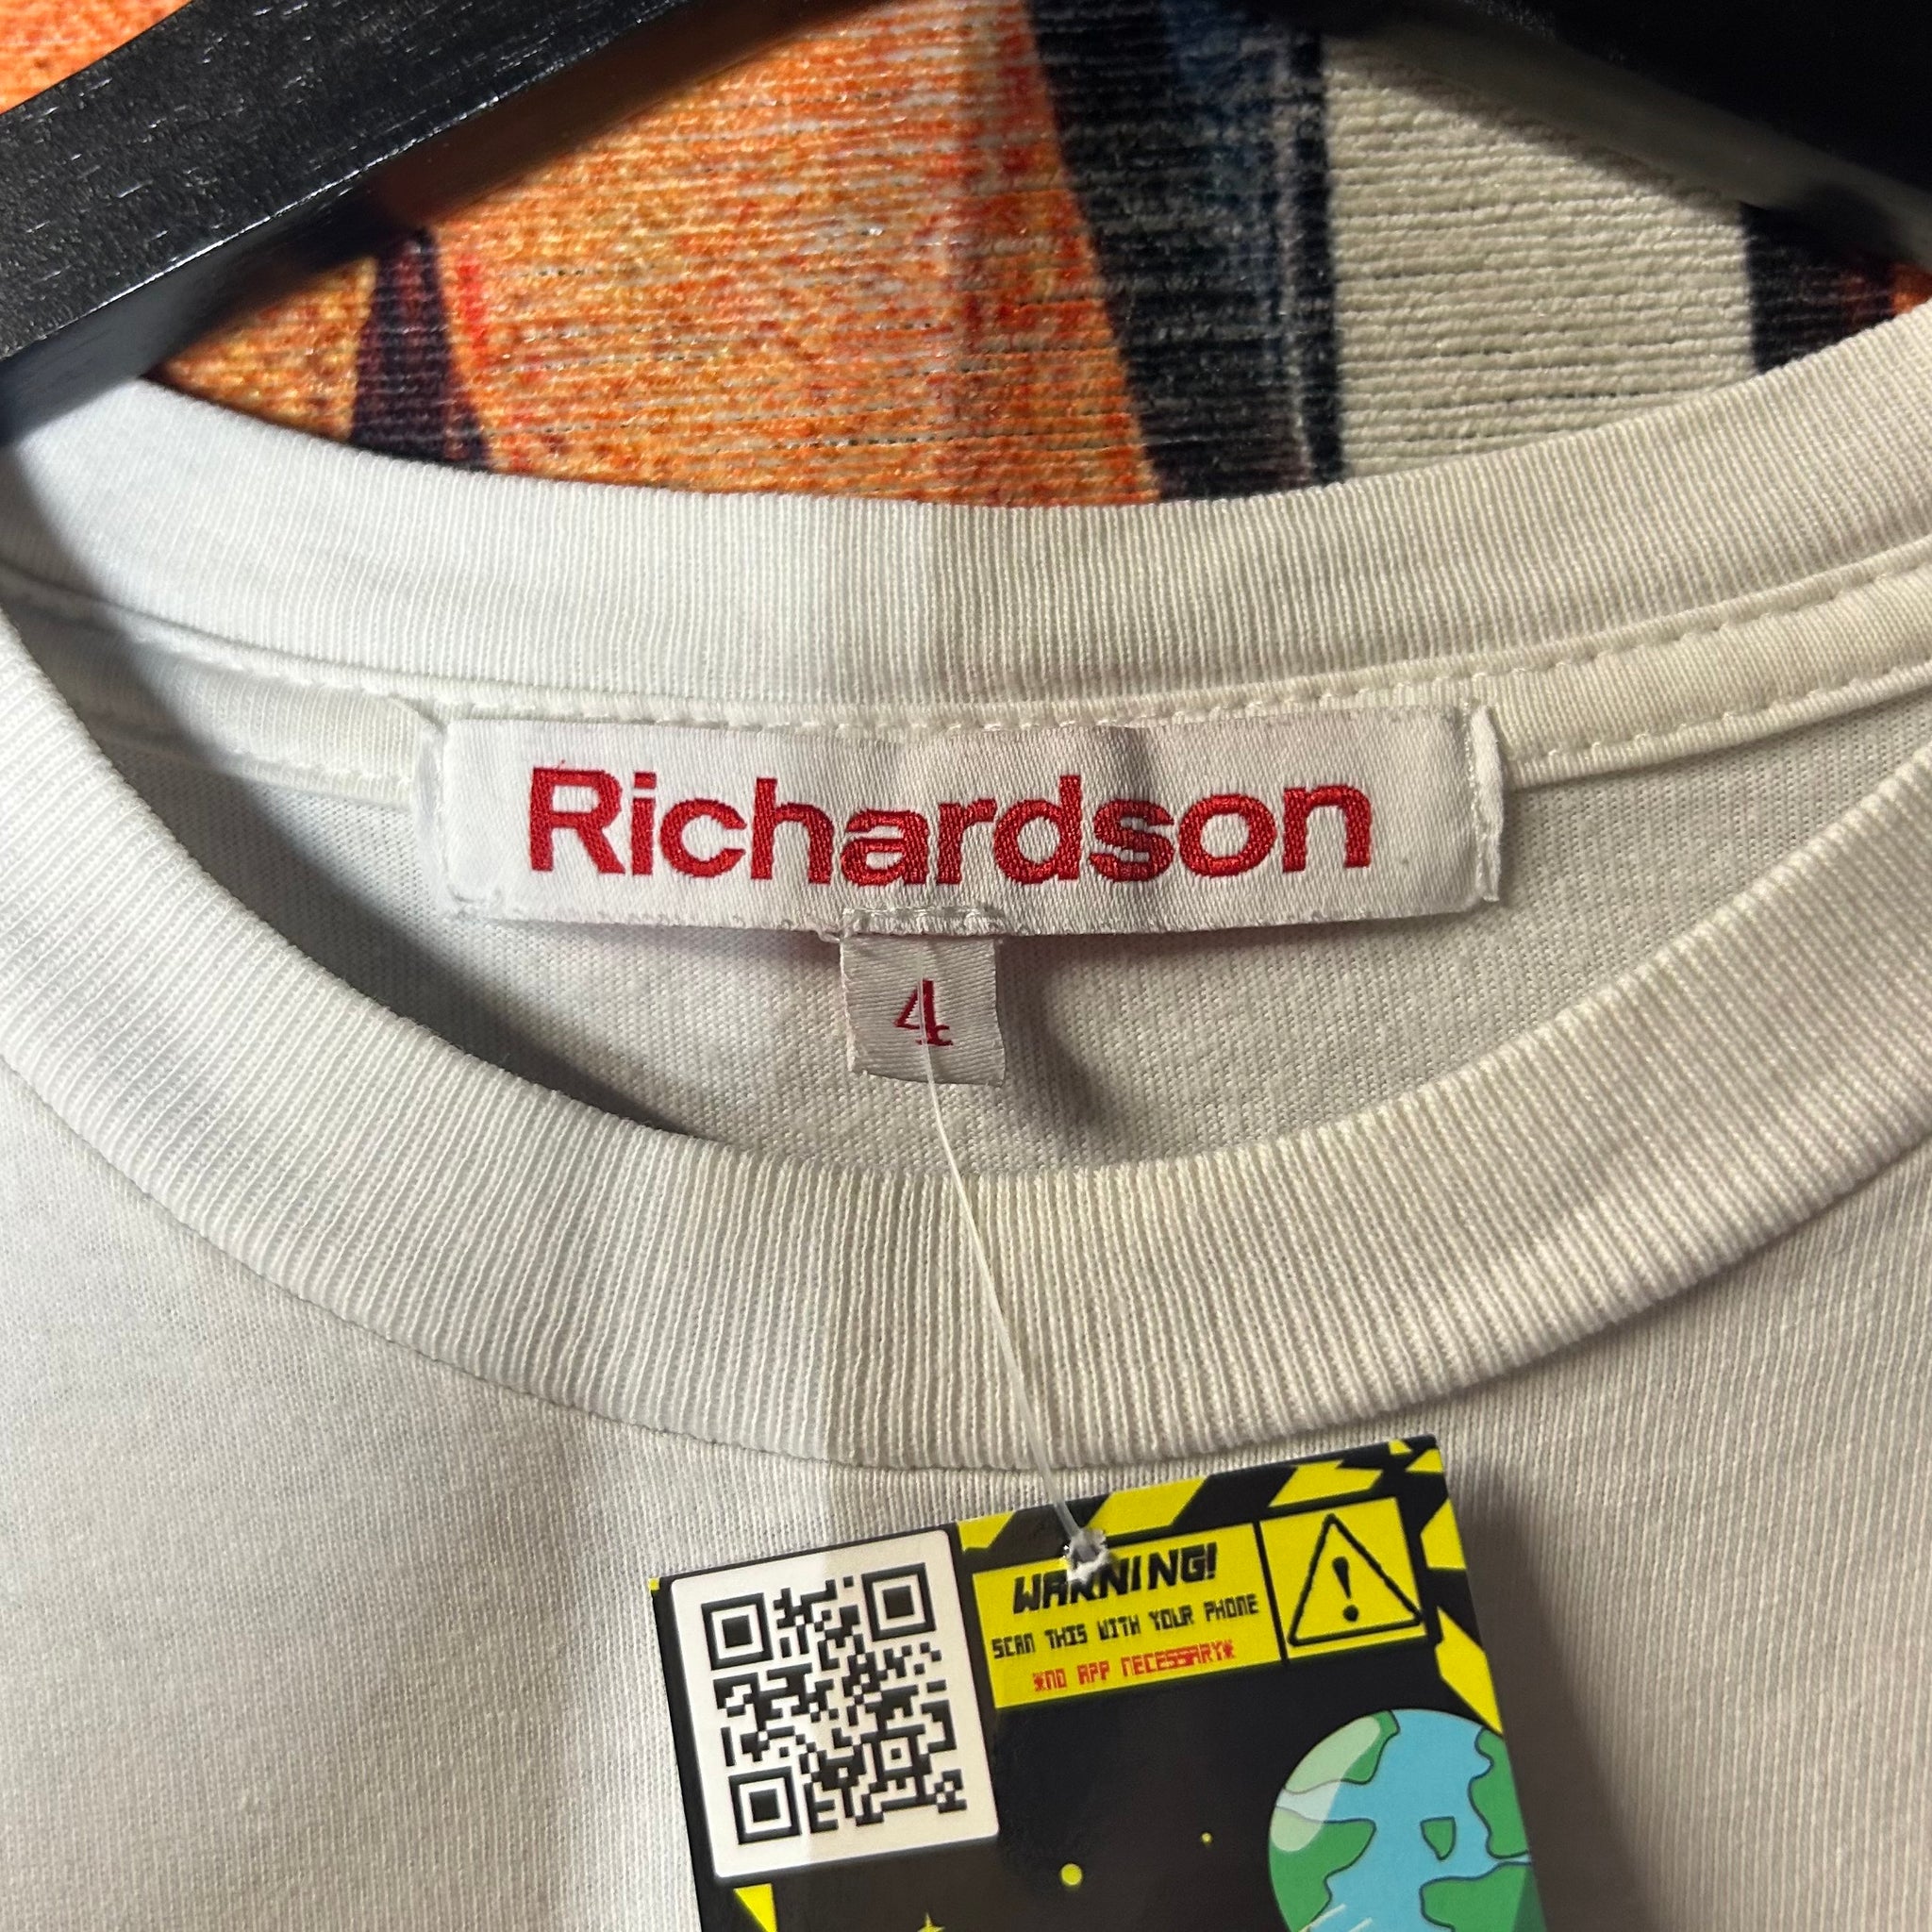 Richardson
4
WARNING!
SCAN THIS WITH YOUR PHONE
*NO APP NECESSARY*